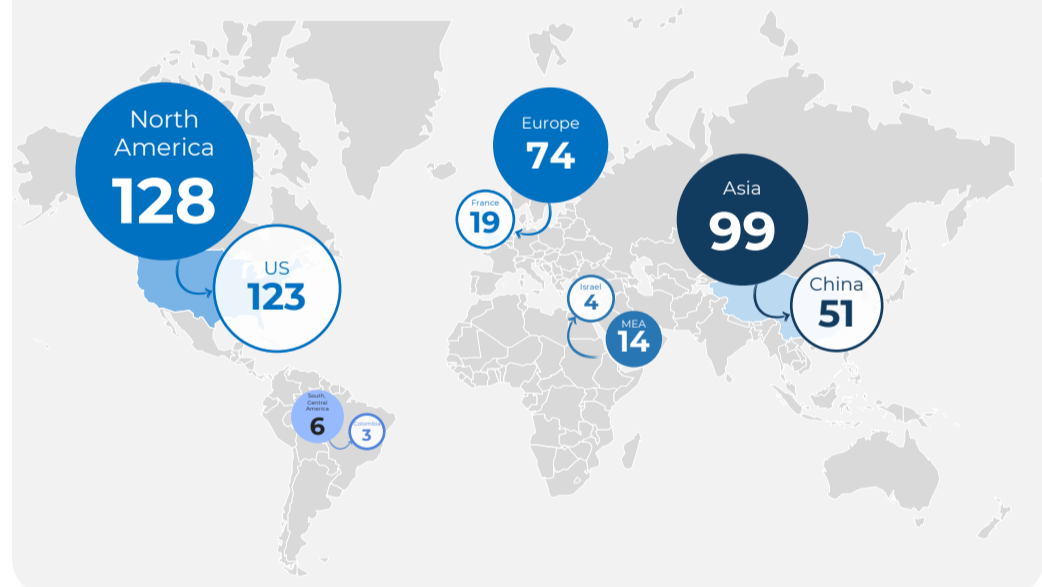 North
America
128
US
123
Europe
74
France
19
Israel
4
MEA
14
Asia
99
China
51
South,
Central
America
6
Colombia
3